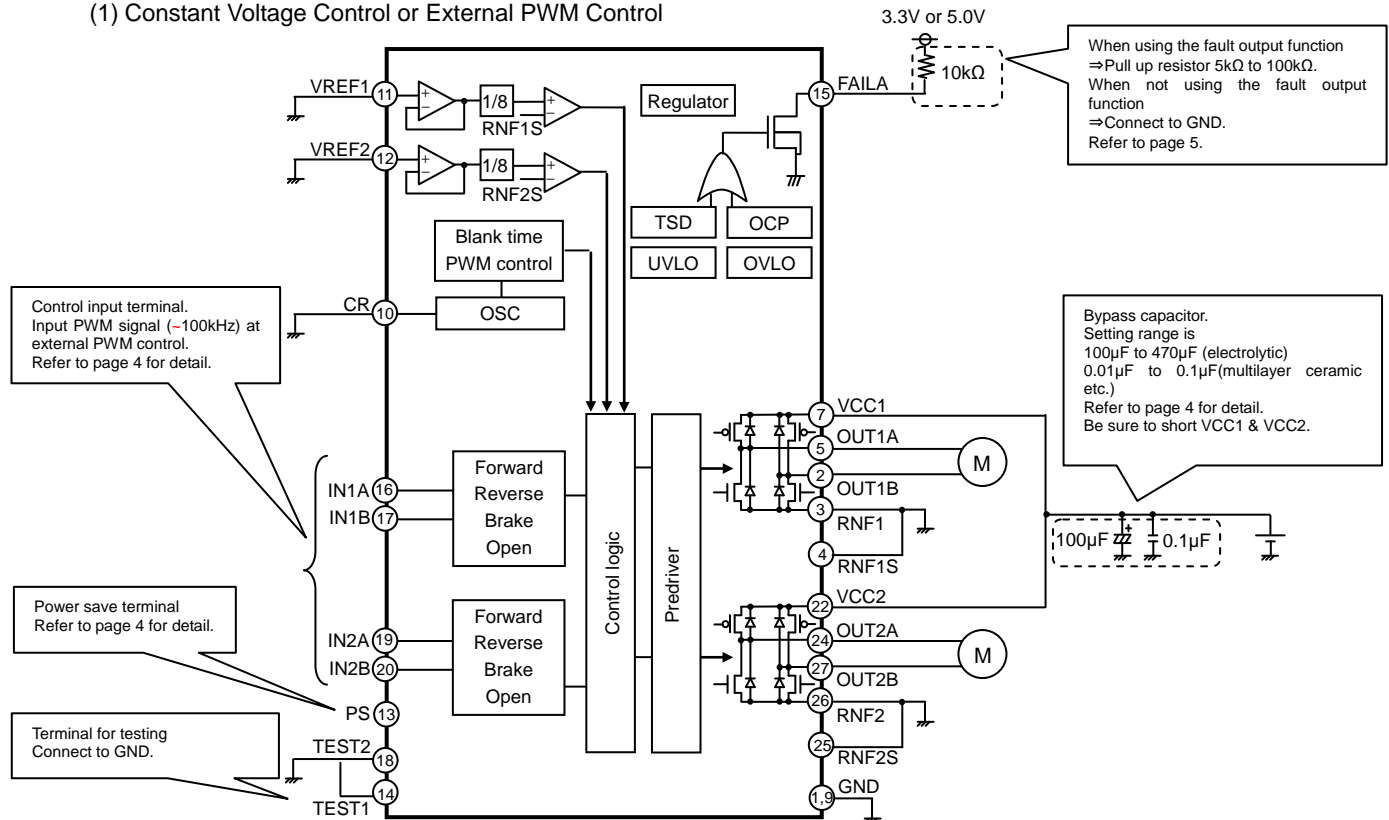 (1) Constant Voltage Control or External PWM Control
3.3V or 5.0V
10kΩ
When using the fault output function
⇒Pull up resistor 5kΩ to 100kΩ.
When not using the fault output
function
⇒Connect to GND.
Refer to page 5.
VREF1
11
+
−
1/8
RNF1S
+
−
Regulator
15
FAILA
VREF2
12
+
−
1/8
RNF2S
+
−
TSD
OCP
UVLO
OVLO
Blank time
PWM control
CR
10
OSC
Control input terminal.
Input PWM signal (~100kHz) at
external PWM control.
Refer to page 4 for detail.
Bypass capacitor.
Setting range is
100μF to 470μF (electrolytic)
0.01μF to 0.1μF(multilayer ceramic
etc.)
Refer to page 4 for detail.
Be sure to short VCC1 & VCC2.
7
VCC1
5
OUT1A
M
2
OUT1B
3
RNF1
4
RNF1S
100μF
+
0.1μF
IN1A
16
IN1B
17
Forward
Reverse
Brake
Open
Control logic
Predriver
Power save terminal
Refer to page 4 for detail.
IN2A
19
IN2B
20
Forward
Reverse
Brake
Open
22
VCC2
24
OUT2A
M
27
OUT2B
26
RNF2
25
RNF2S
PS
13
Terminal for testing
Connect to GND.
TEST2
18
14
TEST1
1,9
GND